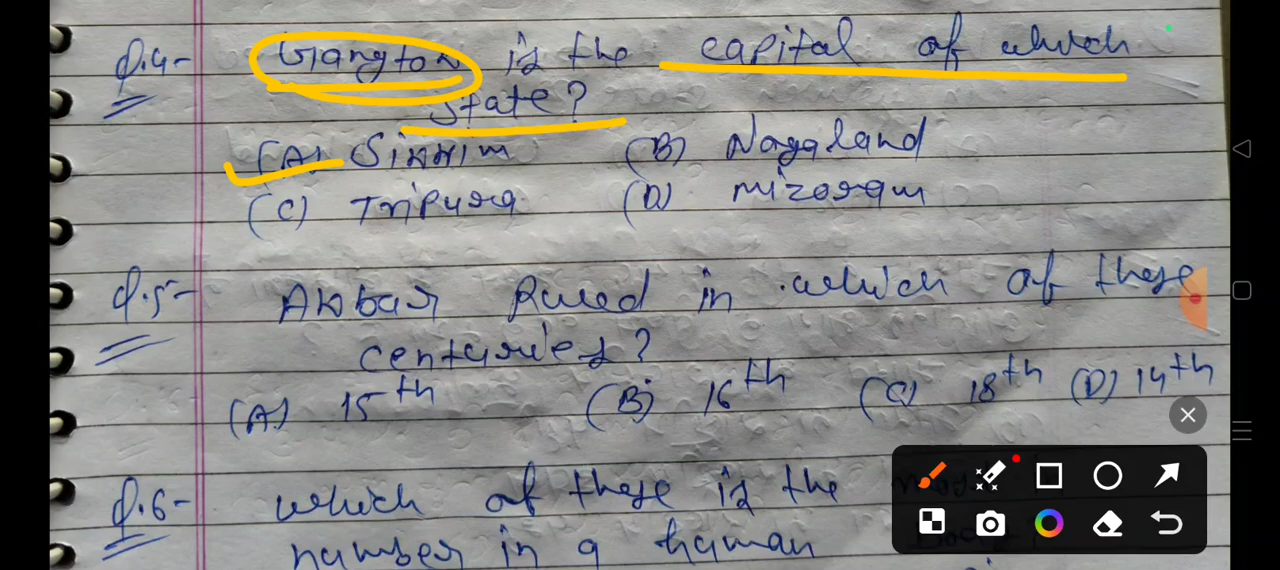 Q.4- Gangtok is the capital of which
state?
(A) Sikkim (B) Nagaland
(C) Tripura (D) Mizoram
Q.5- Akbar Ruled in which of these
centuries?
(A) 15th (B) 16th (C) 18th (D) 14th
Q.6- which of these is the
number in a human